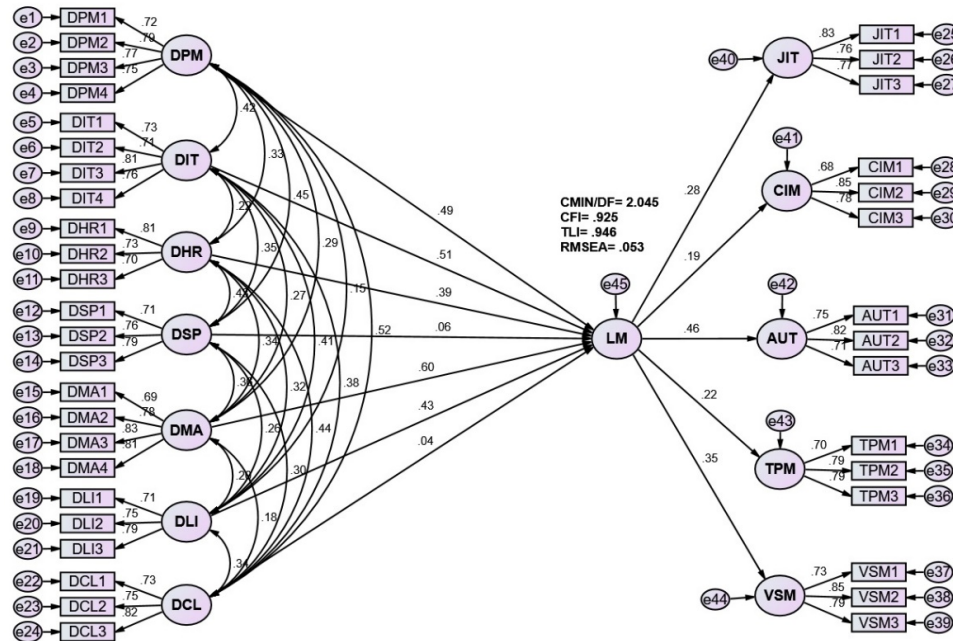 e1 DPM1 .72
e2 DPM2 .79
e3 DPM3 .77
e4 DPM4 .75
DPM
e5 DIT1 .73
e6 DIT2 .71
e7 DIT3 .81
e8 DIT4 .76
DIT
e9 DHR1 .81
e10 DHR2 .73
e11 DHR3 .70
DHR
e12 DSP1 .71
e13 DSP2 .76
e14 DSP3 .79
DSP
e15 DMA1 .69
e16 DMA2 .78
e17 DMA3 .83
e18 DMA4 .81
DMA
e19 DLI1 .71
e20 DLI2 .75
e21 DLI3 .79
DLI
e22 DCL1 .73
e23 DCL2 .75
e24 DCL3 .82
DCL
.42
.33
.45
.29
.15
.22
.35
.27
.41
.52
.34
.32
.38
.26
.44
.30
.18
.34
.49
.51
.39
.06
.60
.43
.04
CMIN/DF= 2.045
CFI= .925
TLI= .946
RMSEA= .053
e45
LM
.28
.19
.46
.22
.35
e40
JIT
.83 JIT1 e25
.76 JIT2 e26
.77 JIT3 e27
e41
CIM
.68 CIM1 e28
.85 CIM2 e29
.78 CIM3 e30
e42
AUT
.75 AUT1 e31
.82 AUT2 e32
.71 AUT3 e33
e43
TPM
.70 TPM1 e34
.79 TPM2 e35
.79 TPM3 e36
e44
VSM
.73 VSM1 e37
.85 VSM2 e38
.79 VSM3 e39